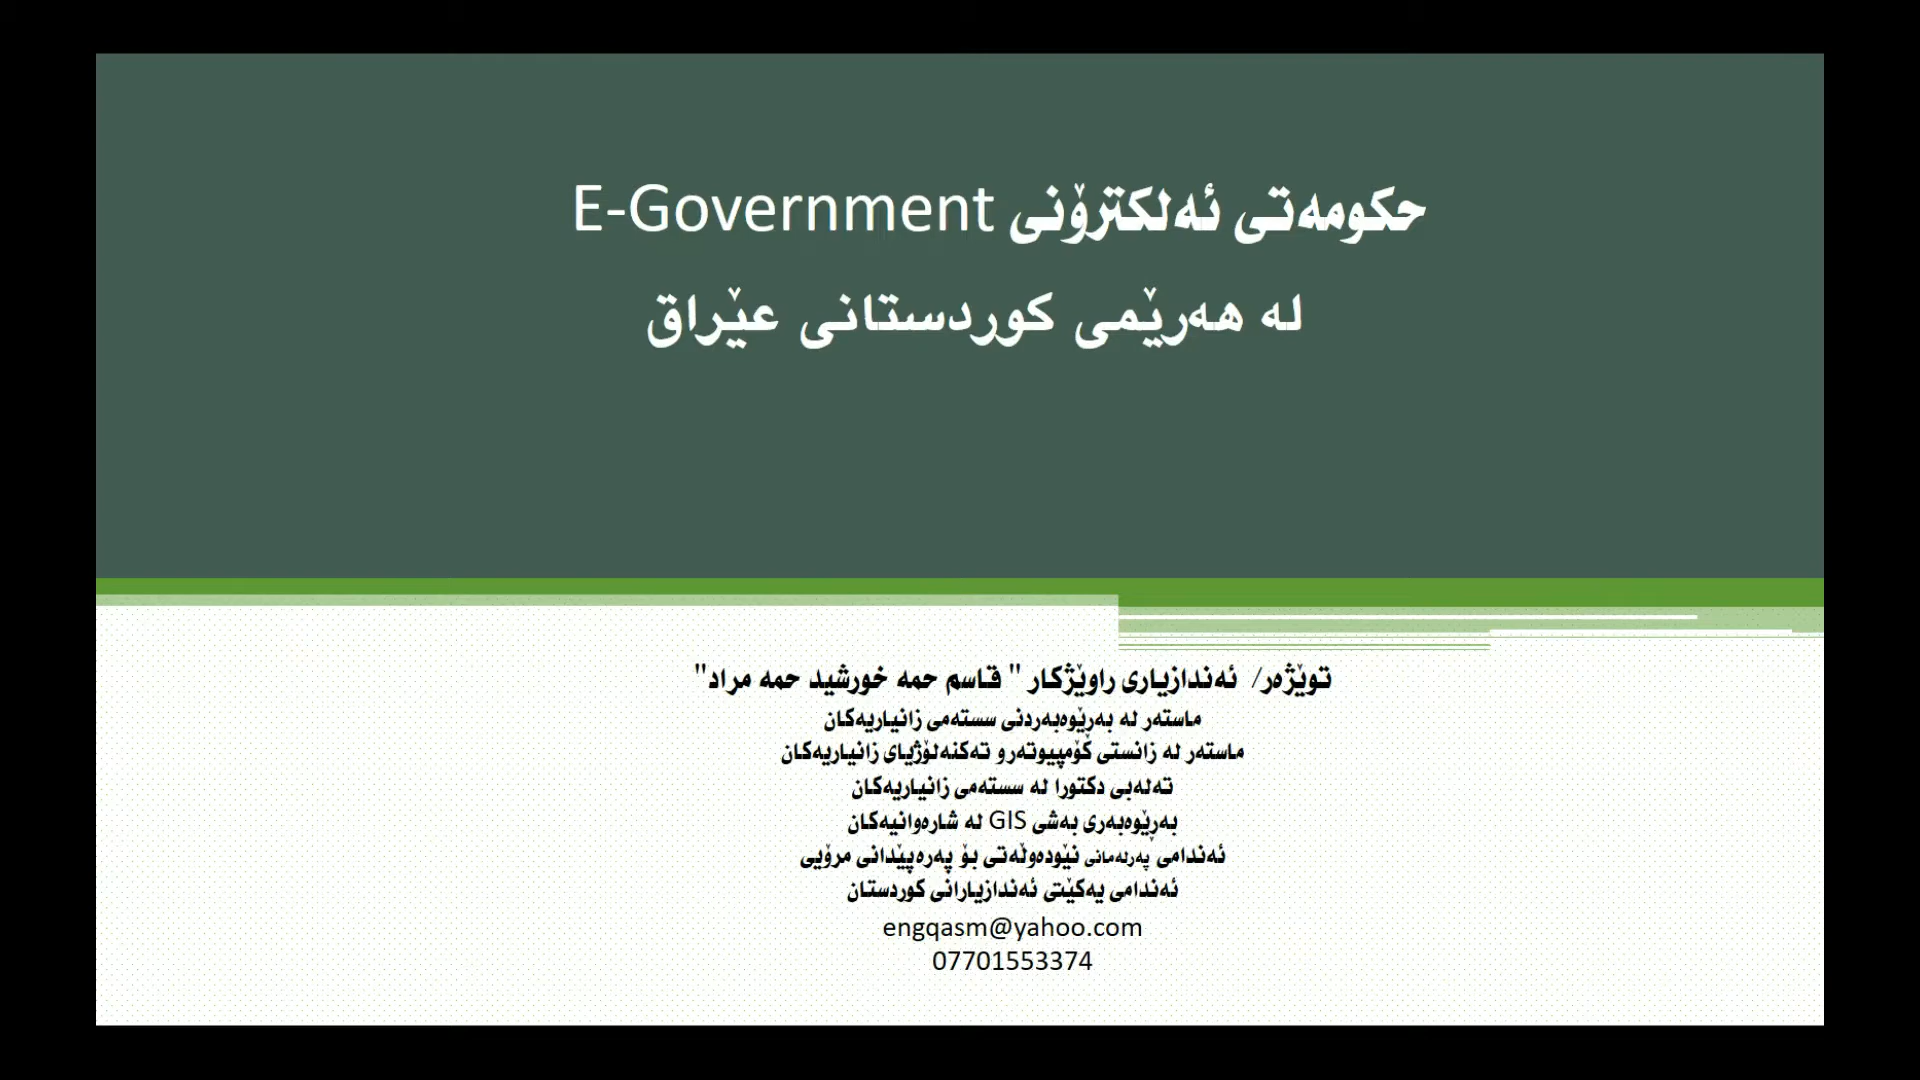 حکومەتی ئەلکترۆنی E-Government
لە هەرێمی کوردستانی عێراق
توێژەر/ ئەندازیاری راوێژکار " قاسم حمە خورشید حمە مراد"
ماستەر لە بەرێوەبەردنی سستەمی زانیاریەکان
ماستەر لە زانستی کۆمپیوتەرو تەکنەلۆژیای زانیاریەکان
تەلەبی دکتورا لە سستەمی زانیاریەکان
بەرێوەبەری بەشی GIS لە شارەوانیەکان
ئەندامی پەرلەمانی نێودەوڵەتی بۆ پەرەپێدانی مرۆیی
ئەندامی یەکێتی ئەندازیارانی کوردستان
engqasm@yahoo.com
07701553374